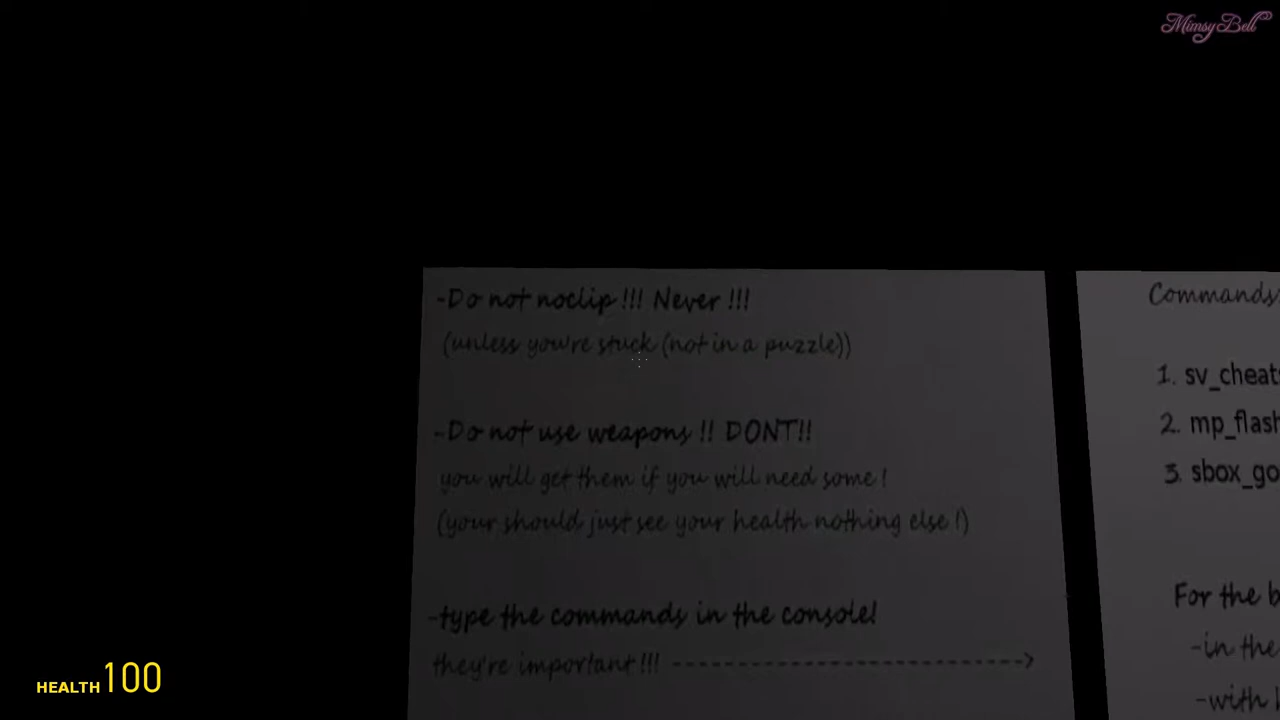 MimsyBell
-Do not noclip !!! Never !!!
(unless you're stuck (not in a puzzle))
-Do not use weapons !! DONT!!
you will get them if you will need some !
(your should just see your health nothing else !)
-type the commands in the console!
they're important !!! ---------------------------->
Commands
1. sv_cheat
2. mp_flash
3. sbox_go
For the b
-in the
-with
HEALTH 100